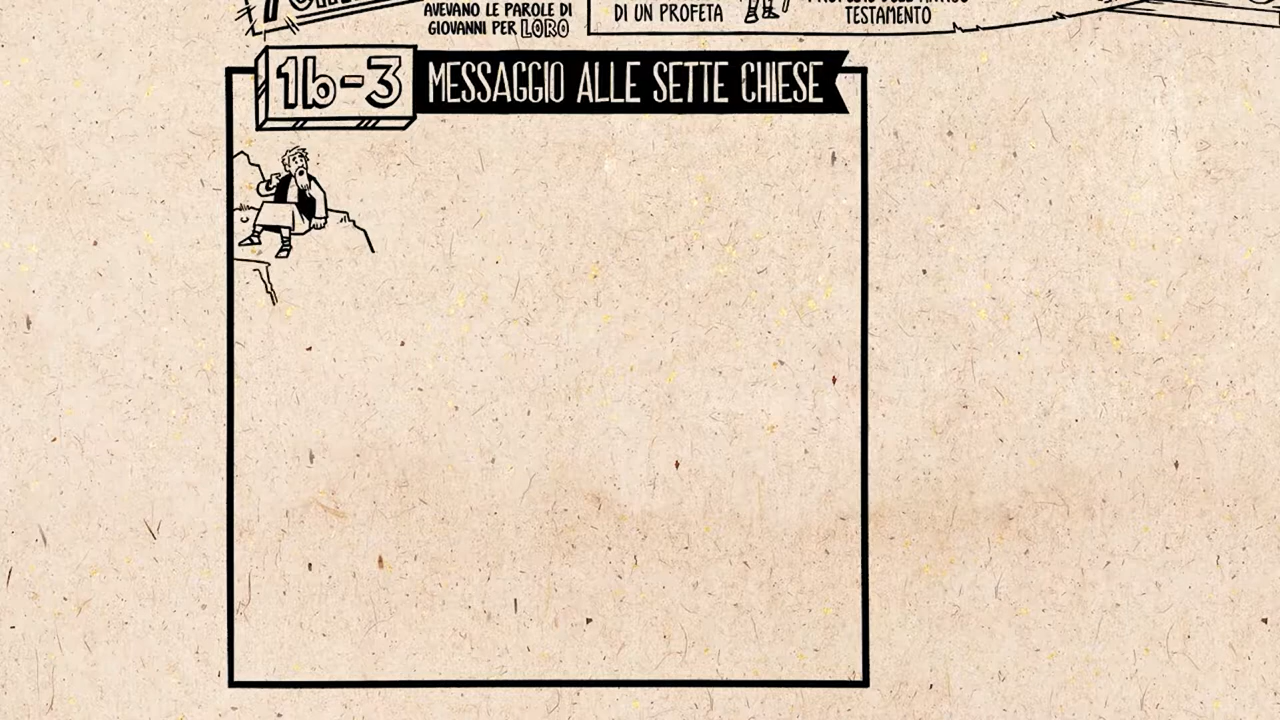 AVEVANO LE PAROLE DI
GIOVANNI PER LORO
DI UN PROFETA
TESTAMENTO
1b-3 MESSAGGIO ALLE SETTE CHIESE